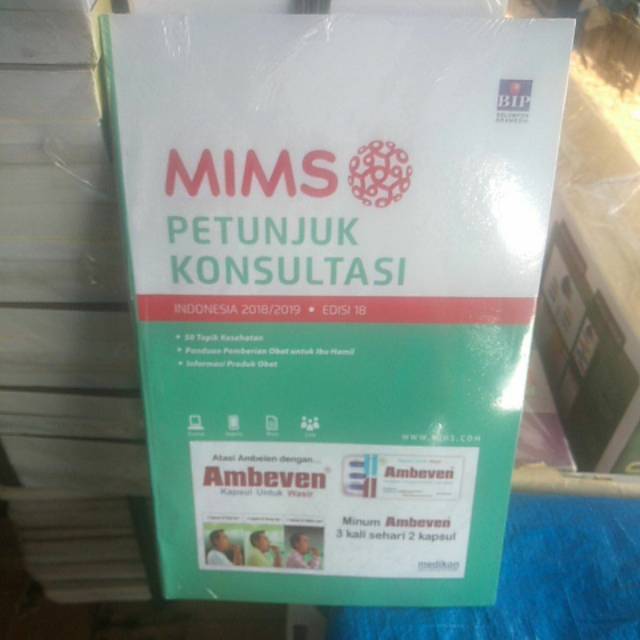 BIP
KELOMPOK
GRAMEDIA
MIMS
PETUNJUK
KONSULTASI
INDONESIA 2018/2019 • EDISI 18
• 50 Topik Kesehatan
• Panduan Pemberian Obat untuk Ibu Hamil
• Informasi Produk Obat
WWW.MIMS.COM
Atasi Ambeien dengan...
Ambeven®
Kapsul Untuk Wasir
Ambeven®
Minum Ambeven®
3 kali sehari 2 kapsul
medikon